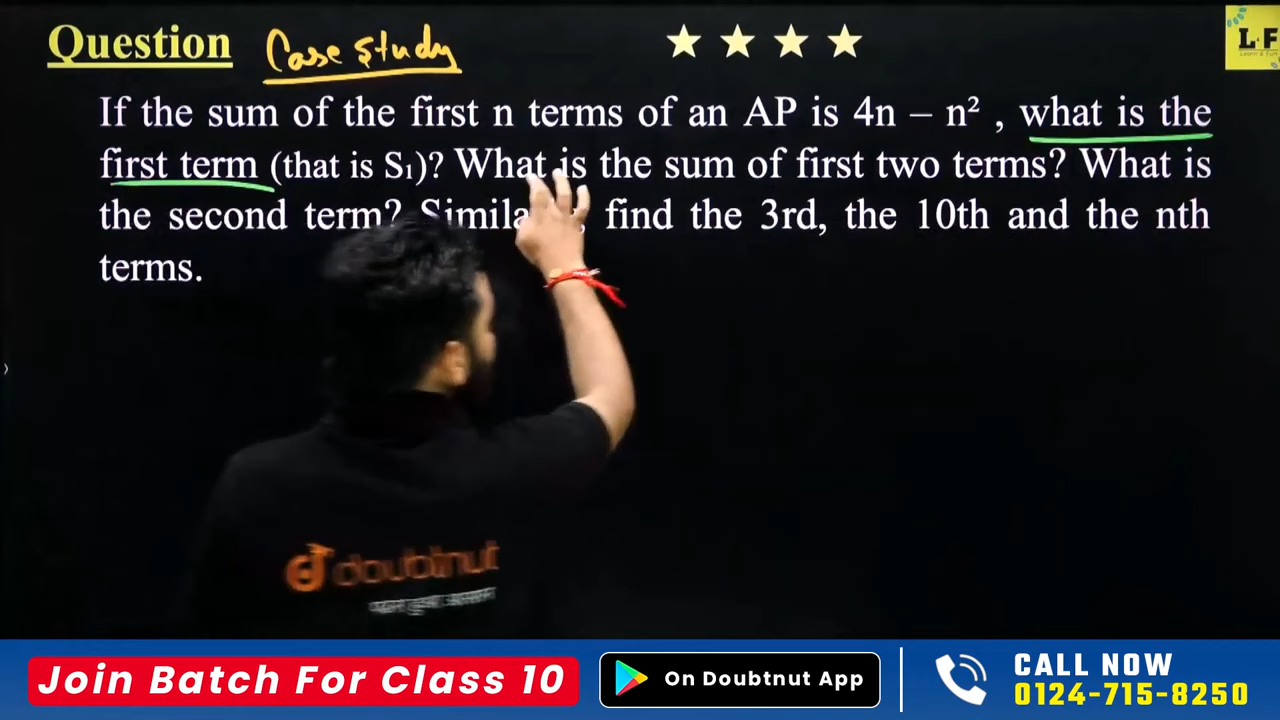 Question Case Study
L·F
If the sum of the first n terms of an AP is 4n – n² , what is the
first term (that is S₁)? What is the sum of first two terms? What is
the second term? find the 3rd, the 10th and the nth
terms.
doubtnut
Join Batch For Class 10
On Doubtnut App
CALL NOW
0124-715-8250